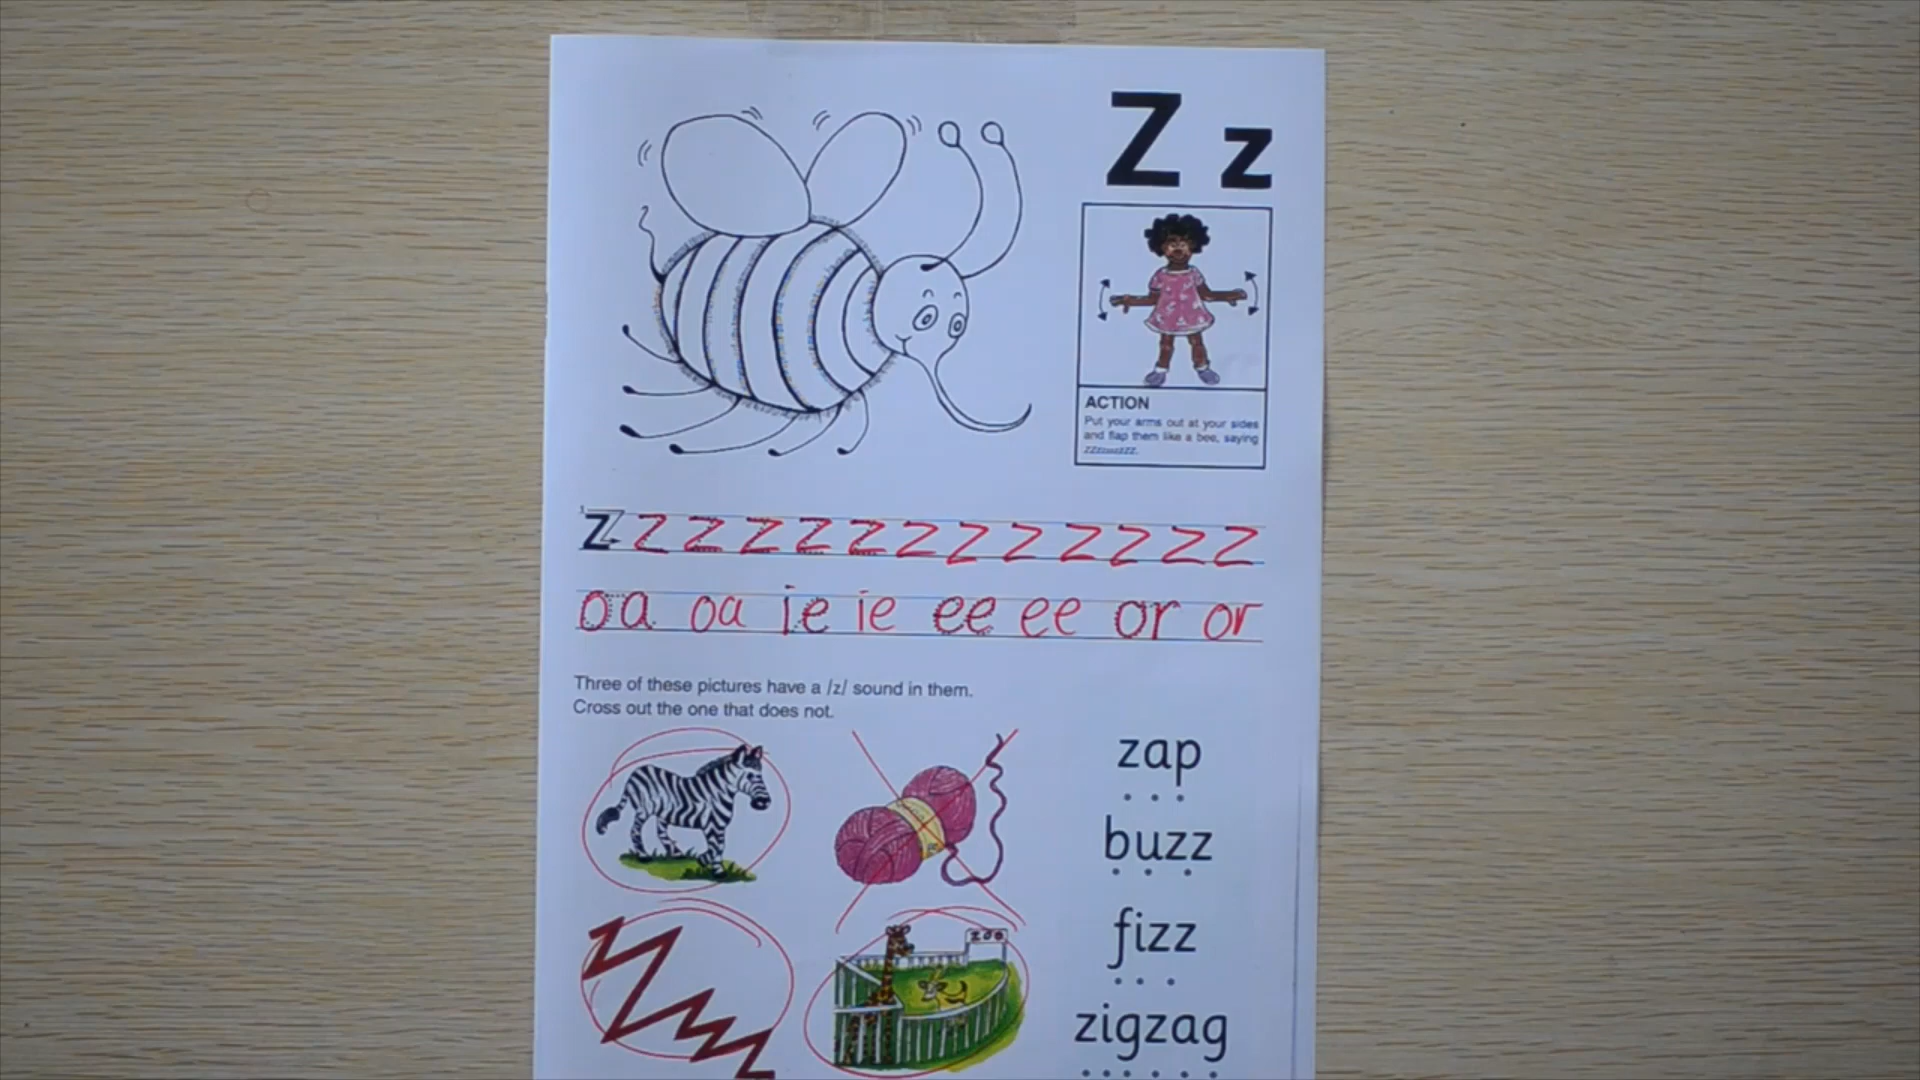 Z z
ACTION
Put your arms out at your sides
and flap them like a bee, saying
z z z z z z z z z z z z z
oa oa ie ie ee ee or or
Three of these pictures have a /z/ sound in them.
Cross out the one that does not.
zap
buzz
fizz
ZOO
zigzag